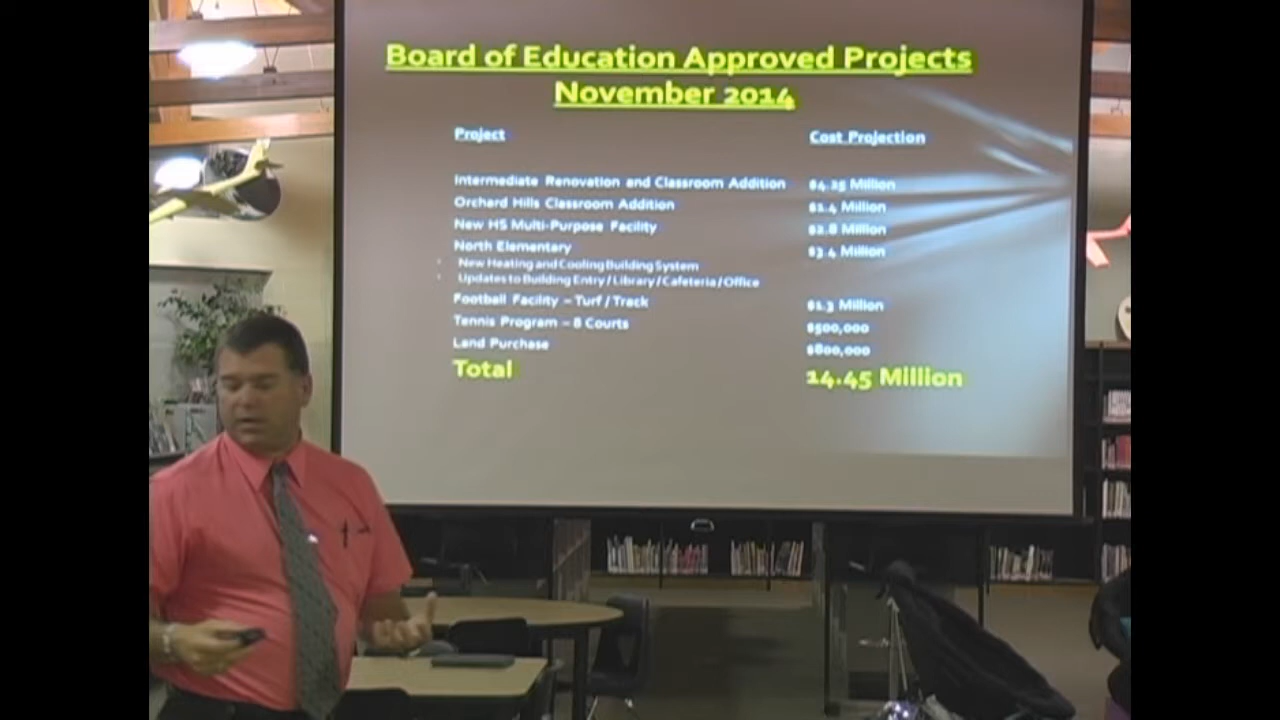 Board of Education Approved Projects
November 2014
Project Cost Projection
Intermediate Renovation and Classroom Addition $4.25 Million
Orchard Hills Classroom Addition $1.4 Million
New HS Multi-Purpose Facility $2.8 Million
North Elementary $3.4 Million
New Heating and Cooling Building System
Updates to Building Entry / Library / Cafeteria / Office
Football Facility – Turf / Track $1.3 Million
Tennis Program – 8 Courts $500,000
Land Purchase $800,000
Total 14.45 Million